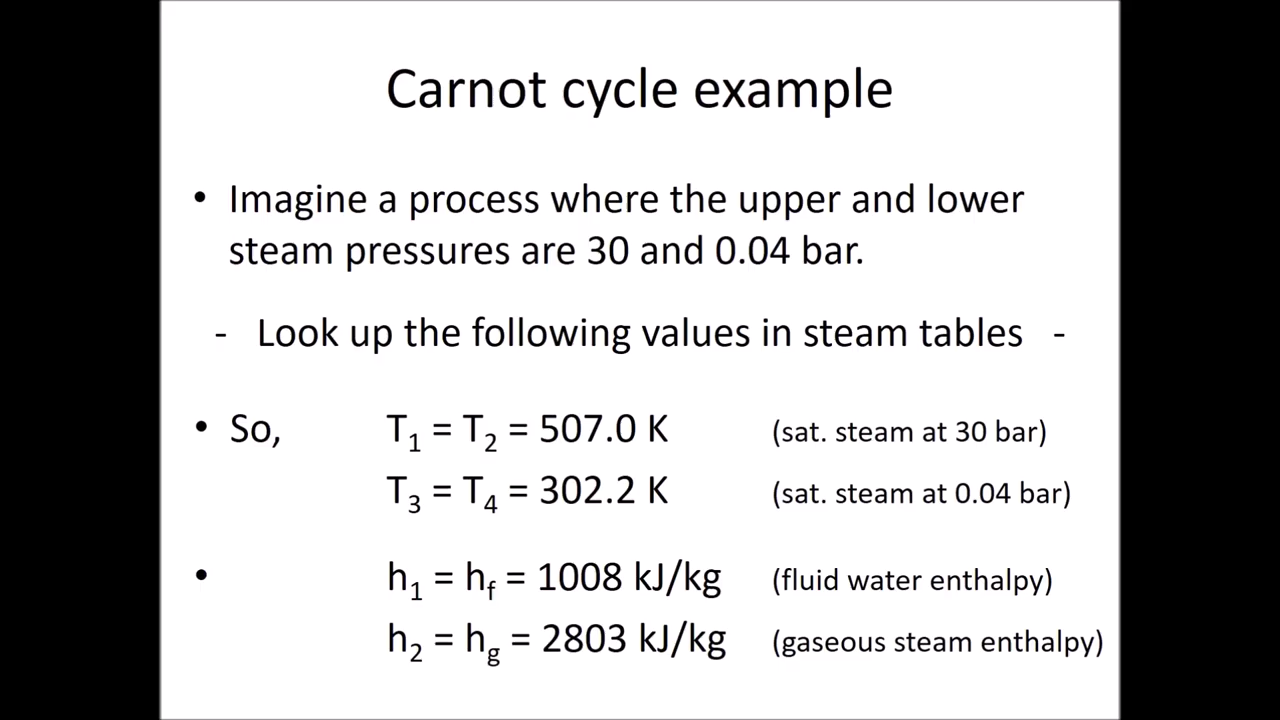 Carnot cycle example
• Imagine a process where the upper and lower
steam pressures are 30 and 0.04 bar.
- Look up the following values in steam tables -
• So, T₁ = T₂ = 507.0 K (sat. steam at 30 bar)
T₃ = T₄ = 302.2 K (sat. steam at 0.04 bar)
• h₁ = h_f = 1008 kJ/kg (fluid water enthalpy)
h₂ = h_g = 2803 kJ/kg (gaseous steam enthalpy)